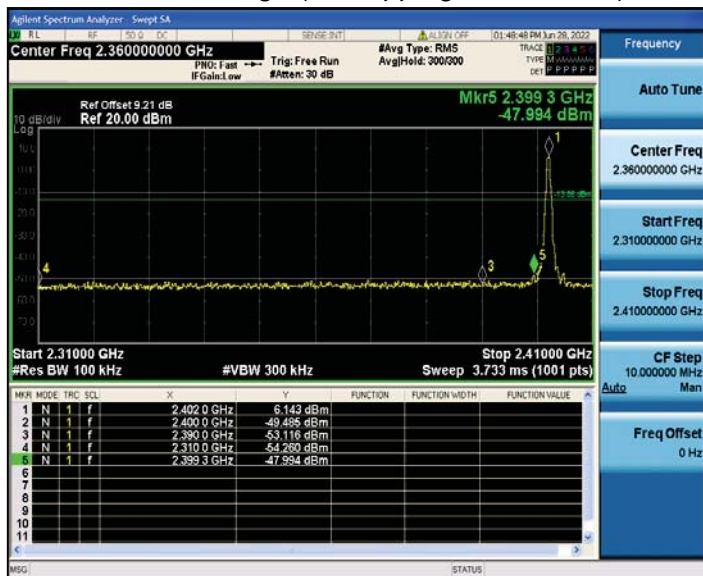 Agilent Spectrum Analyzer - Swept SA
RL RF 50 Ω DC SENSE:INT ALIGN OFF 01:48:48 PM Jun 28, 2022
Center Freq 2.360000000 GHz
PNO: Fast
IFGain:Low
Trig: Free Run
#Atten: 30 dB
#Avg Type: RMS
Avg|Hold: 300/300
TRACE 1 2 3 4 5 6
TYPE M
DET P P P P P P
Frequency
Auto Tune
Center Freq
2.360000000 GHz
Start Freq
2.310000000 GHz
Stop Freq
2.410000000 GHz
CF Step
10.000000 MHz
Auto Man
Freq Offset
0 Hz
Mkr5 2.399 3 GHz
-47.994 dBm
Ref Offset 9.21 dB
Ref 20.00 dBm
10 dB/div
Log
1
4
3
5
Start 2.31000 GHz
Stop 2.41000 GHz
#Res BW 100 kHz
#VBW 300 kHz
Sweep 3.733 ms (1001 pts)
MKR MODE TRC SCL X Y FUNCTION FUNCTION WIDTH FUNCTION VALUE
1 N 1 f 2.402 0 GHz 6.143 dBm
2 N 1 f 2.400 0 GHz -49.485 dBm
3 N 1 f 2.390 0 GHz -53.116 dBm
4 N 1 f 2.310 0 GHz -54.260 dBm
5 N 1 f 2.399 3 GHz -47.994 dBm
6
7
8
9
10
11
MSG STATUS